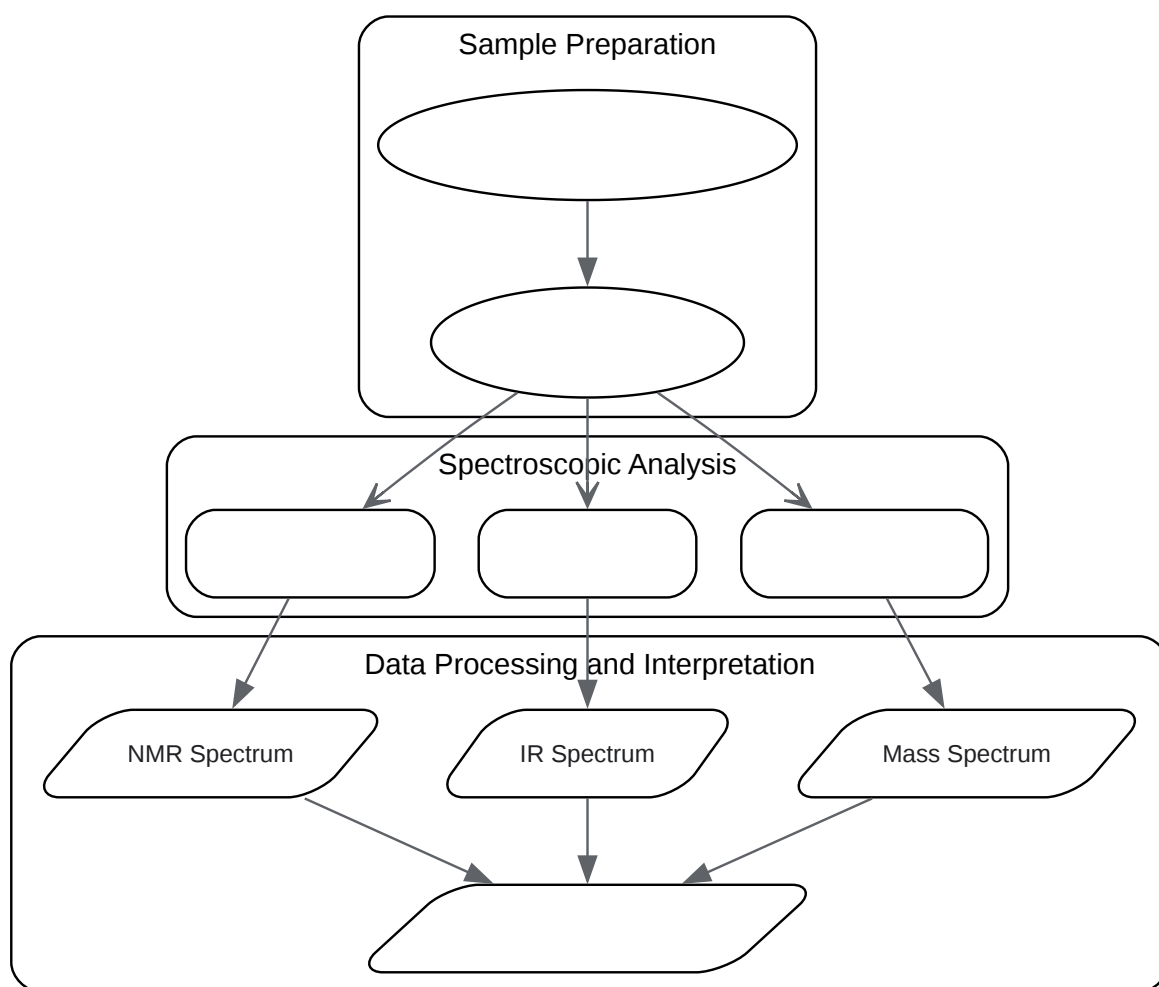 Sample Preparation
Spectroscopic Analysis
Data Processing and Interpretation
NMR Spectrum
IR Spectrum
Mass Spectrum